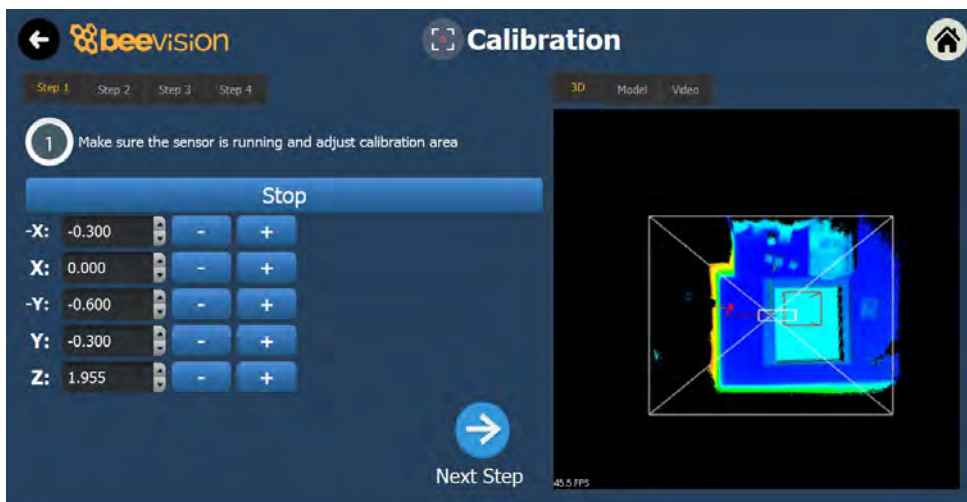 beevision
Calibration
Step 1 Step 2 Step 3 Step 4
3D Model Video
1 Make sure the sensor is running and adjust calibration area
Stop
-X: -0.300 - +
X: 0.000 - +
-Y: -0.600 - +
Y: -0.300 - +
Z: 1.955 - +
Next Step
45.5 FPS